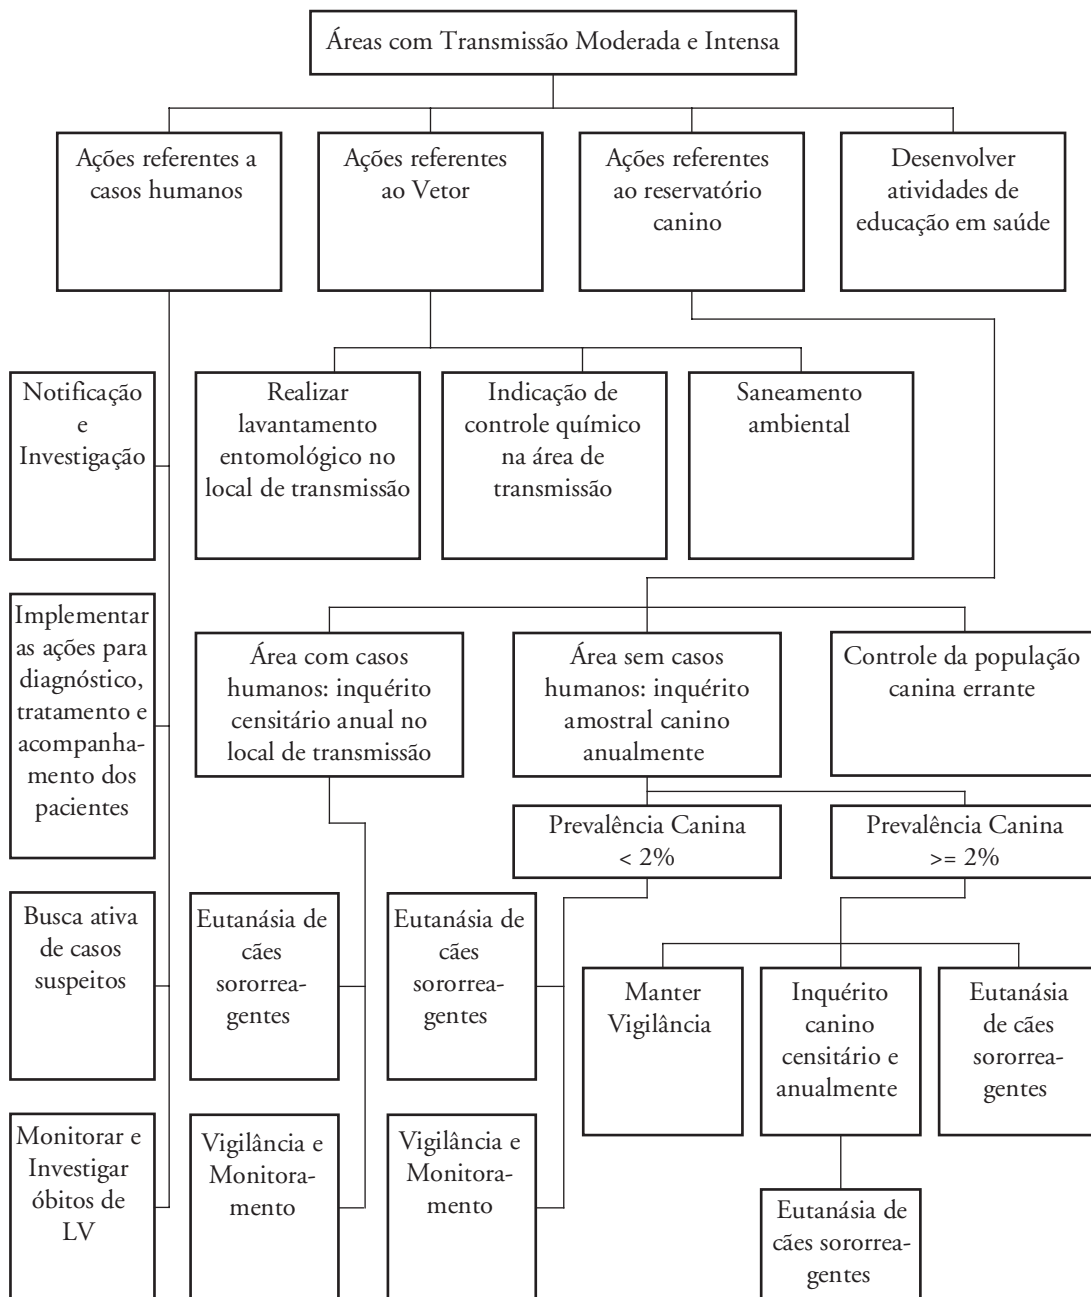 Áreas com Transmissão Moderada e Intensa
Ações referentes a
casos humanos
Ações referentes
ao Vetor
Ações referentes
ao reservatório
canino
Desenvolver
atividades de
educação em saúde
Notificação
e
Investigação
Realizar
lavantamento
entomológico no
local de transmissão
Indicação de
controle químico
na área de
transmissão
Saneamento
ambiental
Implementar
as ações para
diagnóstico,
tratamento e
acompanha-
mento dos
pacientes
Área com casos
humanos: inquérito
censitário anual no
local de transmissão
Área sem casos
humanos: inquérito
amostral canino
anualmente
Controle da população
canina errante
Prevalência Canina
< 2%
Prevalência Canina
>= 2%
Busca ativa
de casos
suspeitos
Eutanásia de
cães
sororrea-
gentes
Eutanásia de
cães
sororrea-
gentes
Manter
Vigilância
Inquérito
canino
censitário e
anualmente
Eutanásia
de cães
sororrea-
gentes
Monitorar e
Investigar
óbitos de
LV
Vigilância e
Monitora-
mento
Vigilância e
Monitora-
mento
Eutanásia de
cães sororrea-
gentes